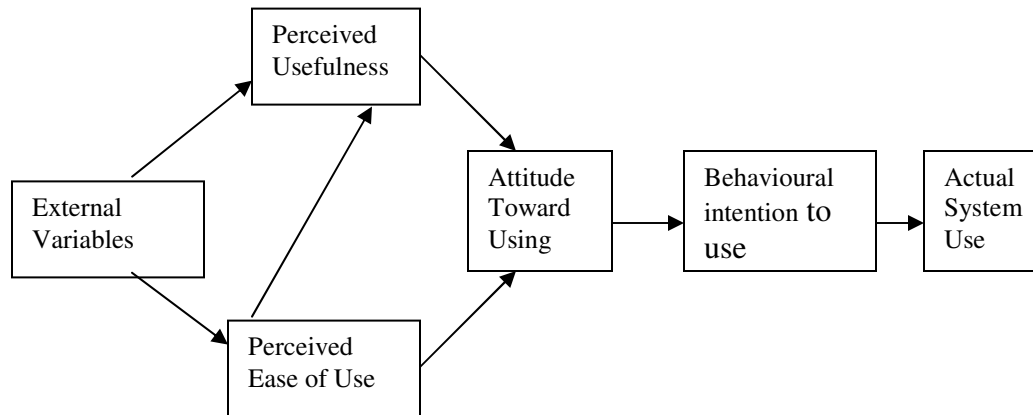 Perceived
Usefulness
External
Variables
Perceived
Ease of Use
Attitude
Toward
Using
Behavioural
intention to
use
Actual
System
Use